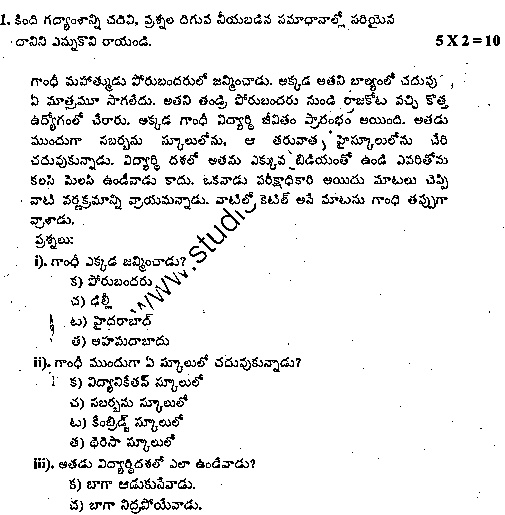 I. కింది గద్యాంశాన్ని చదివి, ప్రశ్నల దిగువ నీయబడిన సమాధానాల్లో సరియైన
దానిని ఎన్నుకొని రాయండి. 5 X 2 = 10
గాంధీ మహాత్ముడు పోరుబందరులో జన్మించాడు. అక్కడ అతని బాల్యంలో చదువు ,
ఏ మాత్రమూ సాగలేదు. అతని తండ్రి పోరుబందరు నుండి రాజకోట వచ్చి కొత్త
ఉద్యోగంలో చేరారు. అక్కడ గాంధీ విద్యార్థి జీవితం ప్రారంభం అయింది. అతడు
ముందుగా సబర్బను స్కూలులోను, ఆ తరువాత హైస్కూలులోను చేరి
చదువుకున్నాడు. విద్యార్థి దశలో అతను ఎక్కువ బిడియంతో ఉండి ఎవరితోను
కలసి మెలసి ఉండేవాడు కాదు. ఒకనాడు పరీక్షాధికారి అయిదు మాటలు చెప్పి
వాటి వర్ణక్రమాన్ని వ్రాయమన్నాడు. వాటిలో కెటిల్ అనే మాటను గాంధి తప్పుగా
వ్రాశాడు.
ప్రశ్నలు:
i). గాంధీ ఎక్కడ జన్మించాడు?
క) పోరుబందరు
చ) ఢిల్లీ
ట) హైదరాబాద్
త) అహమదాబాదు
ii). గాంధీ ముందుగా ఏ స్కూలులో చదువుకున్నాడు?
క) విద్యానికేతన్ స్కూలులో
చ) సబర్బను స్కూలులో
ట) కేంబ్రిడ్జ్ స్కూలులో
త) థెరిసా స్కూలులో
iii). అతడు విద్యార్థిదశలో ఎలా ఉండేవాడు?
క) బాగా ఆడుకునేవాడు.
చ) బాగా నిద్రపోయేవాడు.
www.studi